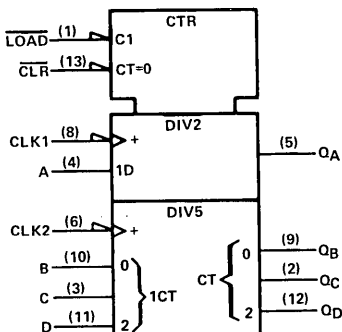 CTR
LOAD (1) C1
CLR (13) CT=0
DIV2
CLK1 (8) +
(5) QA
A (4) 1D
DIV5
CLK2 (6) +
B (10) 0 0 (9) QB
C (3) 1CT CT (2) QC
D (11) 2 2 (12) QD